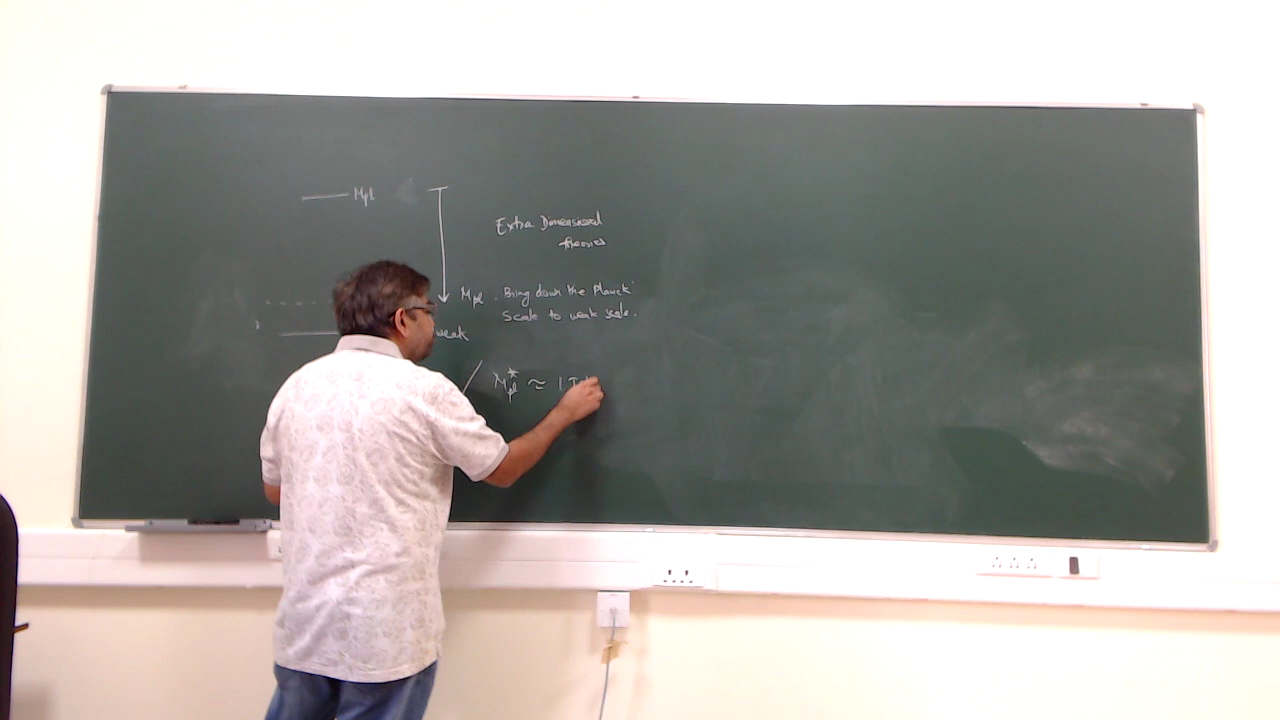 Mpl
Extra Dimensional
theories
Mpl . Bring down the Planck
Scale to weak scale.
weak
M*pl ≈ 1 T